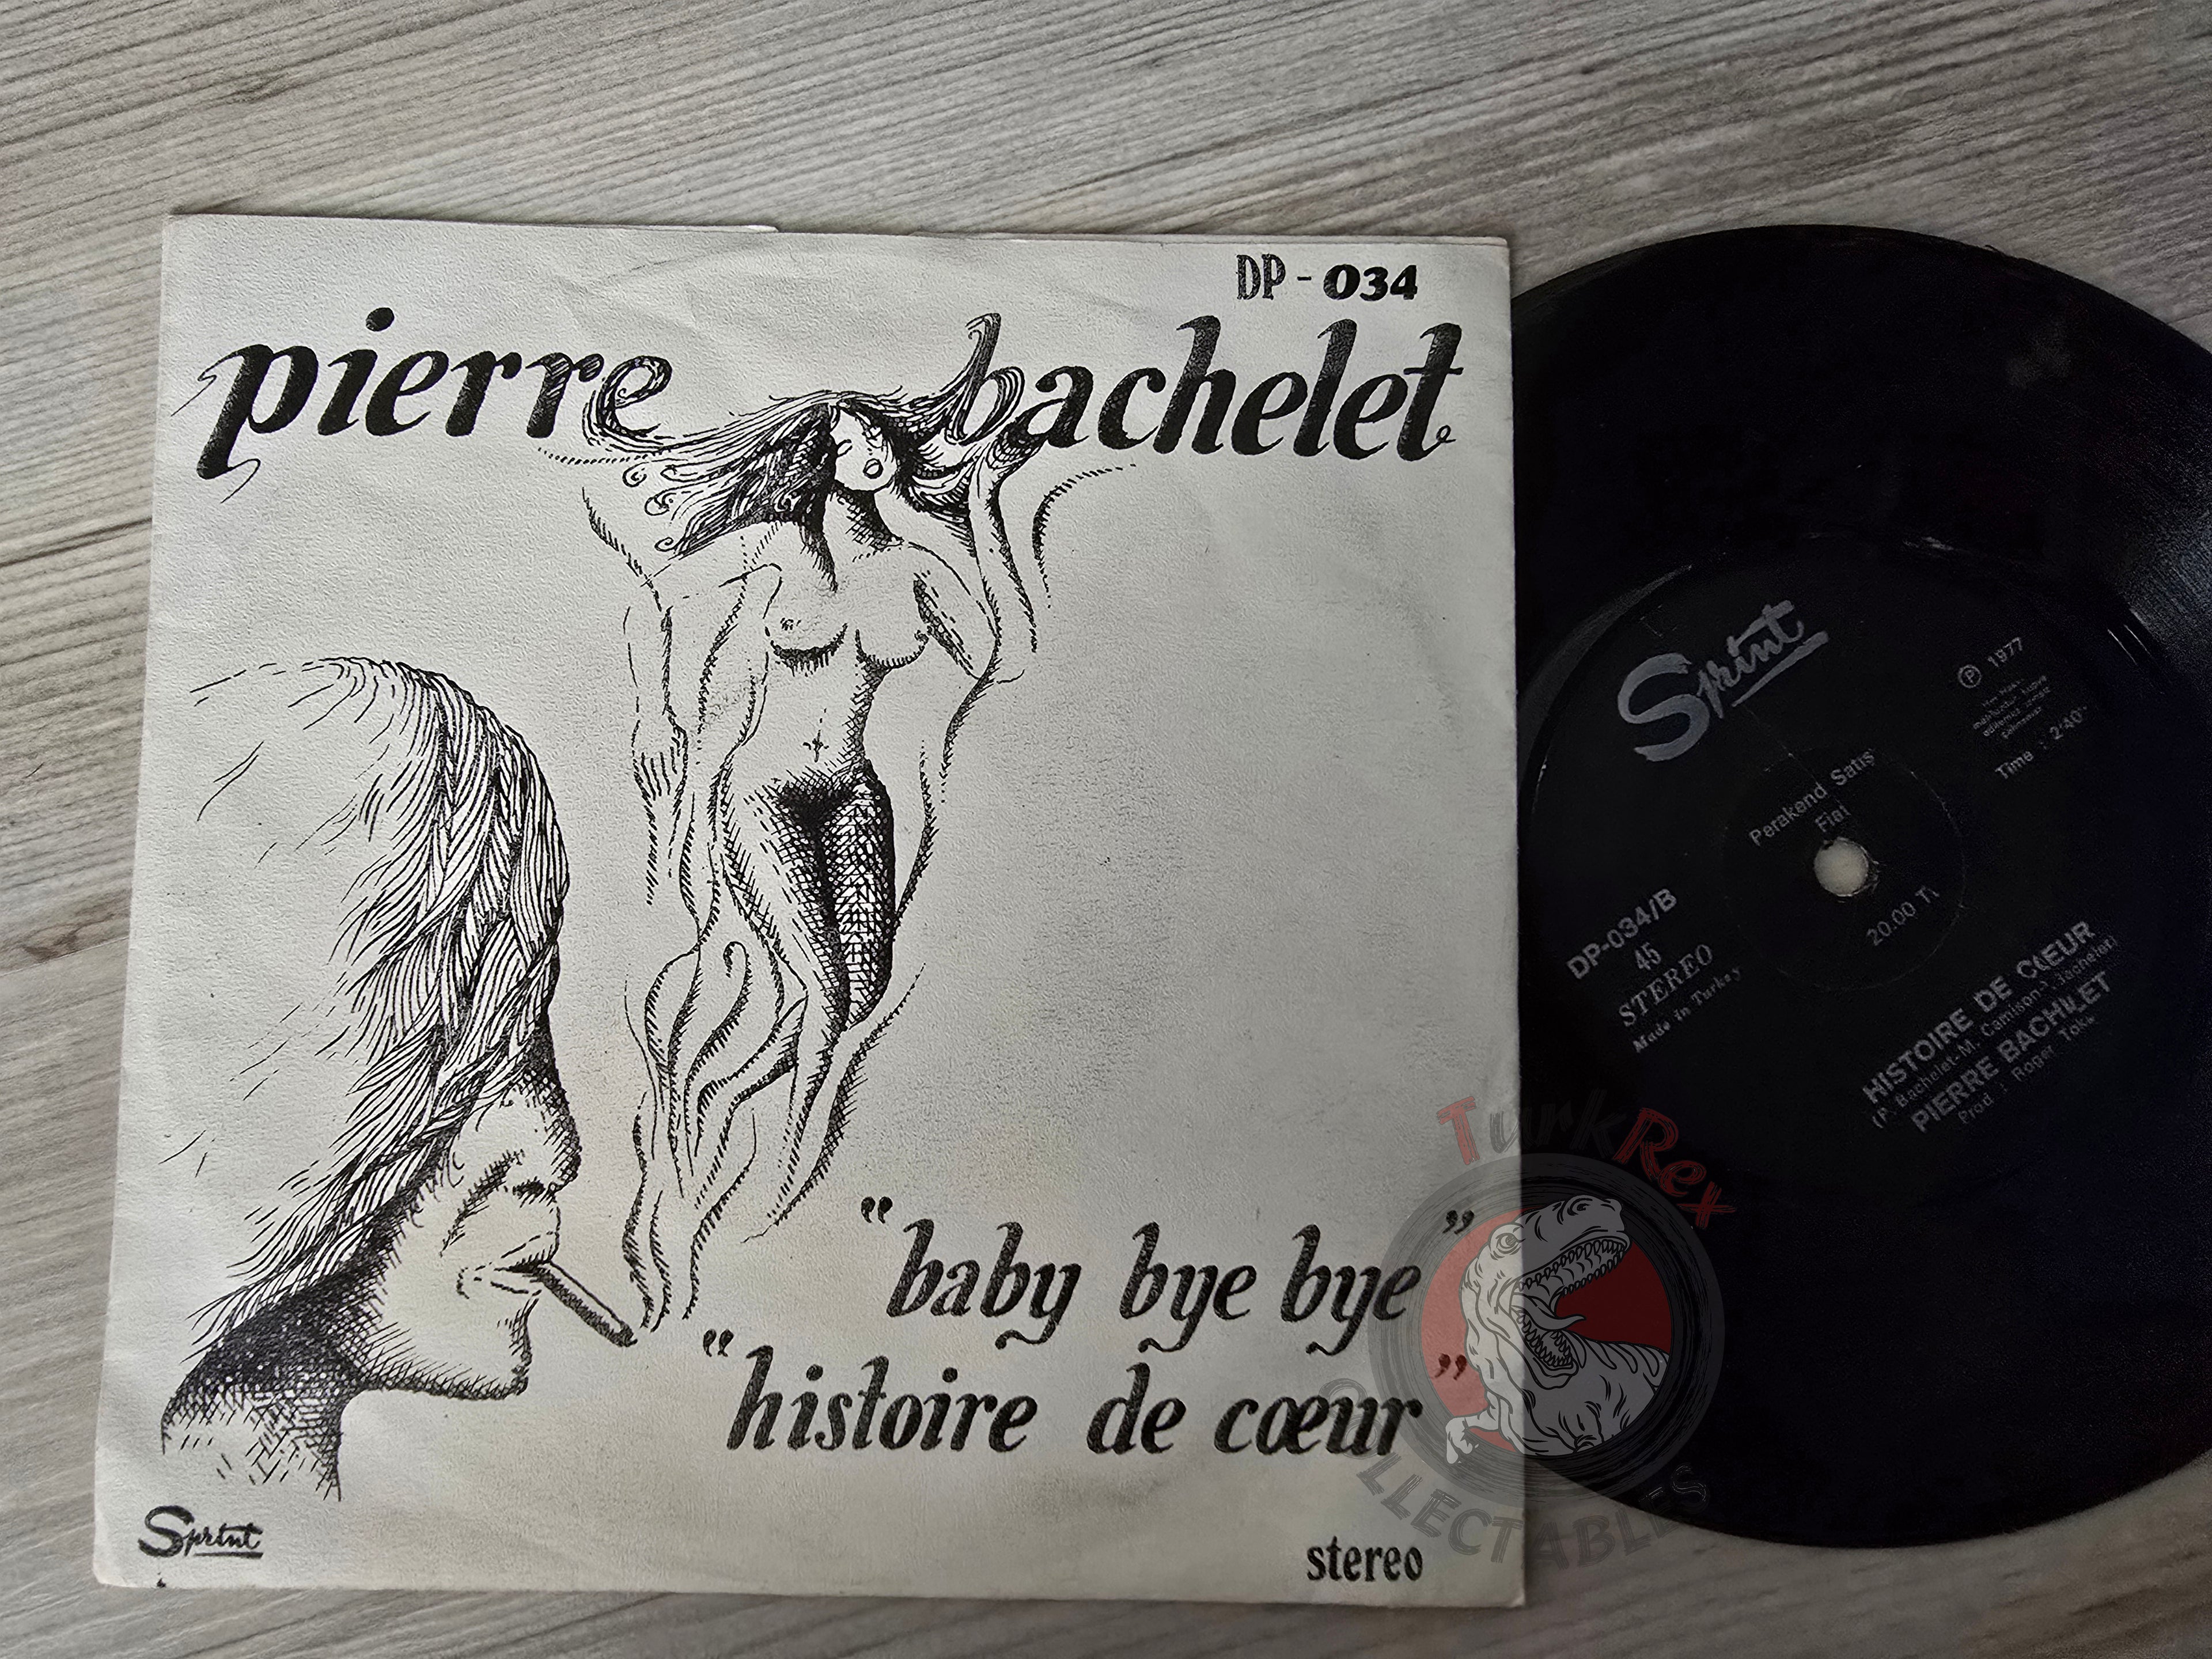 DP - 034
pierre bachelet
"baby bye bye"
"histoire de cœur"
Sprint
stereo
Sprint
℗ 1977
Time : 2'40"
Perakend Satış
Fiat
20.00 TL
DP-034/B
45
STEREO
Made in Turkey
HISTOIRE DE CŒUR
PIERRE BACHELET
Prod. : Roger Tokz
TurkRex
COLLECTABLES